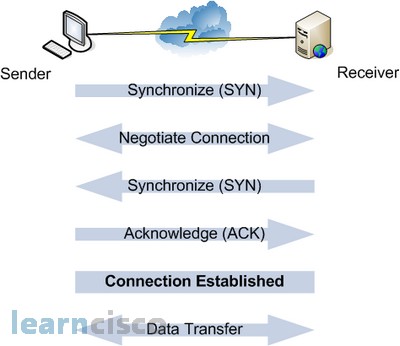 Sender
Receiver
Synchronize (SYN)
Negotiate Connection
Synchronize (SYN)
Acknowledge (ACK)
Connection Established
learncisco
Data Transfer